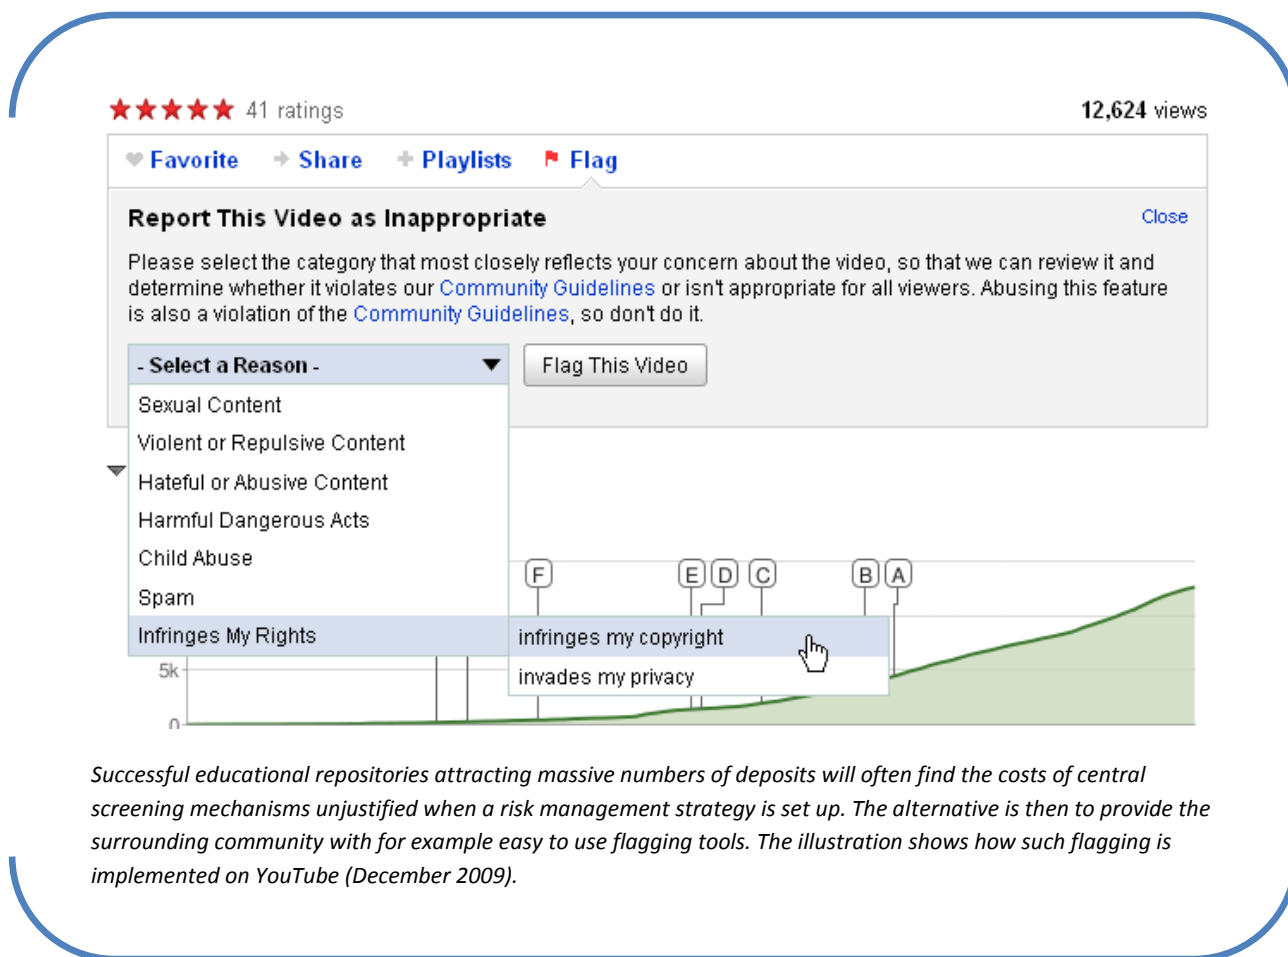 41 ratings
12,624 views
Favorite Share Playlists Flag
Report This Video as Inappropriate
Close
Please select the category that most closely reflects your concern about the video, so that we can review it and
determine whether it violates our Community Guidelines or isn't appropriate for all viewers. Abusing this feature
is also a violation of the Community Guidelines, so don't do it.
- Select a Reason -
Flag This Video
Sexual Content
Violent or Repulsive Content
Hateful or Abusive Content
Harmful Dangerous Acts
Child Abuse
Spam
Infringes My Rights
infringes my copyright
invades my privacy
F E D C B A
5k
0
Successful educational repositories attracting massive numbers of deposits will often find the costs of central
screening mechanisms unjustified when a risk management strategy is set up. The alternative is then to provide the
surrounding community with for example easy to use flagging tools. The illustration shows how such flagging is
implemented on YouTube (December 2009).